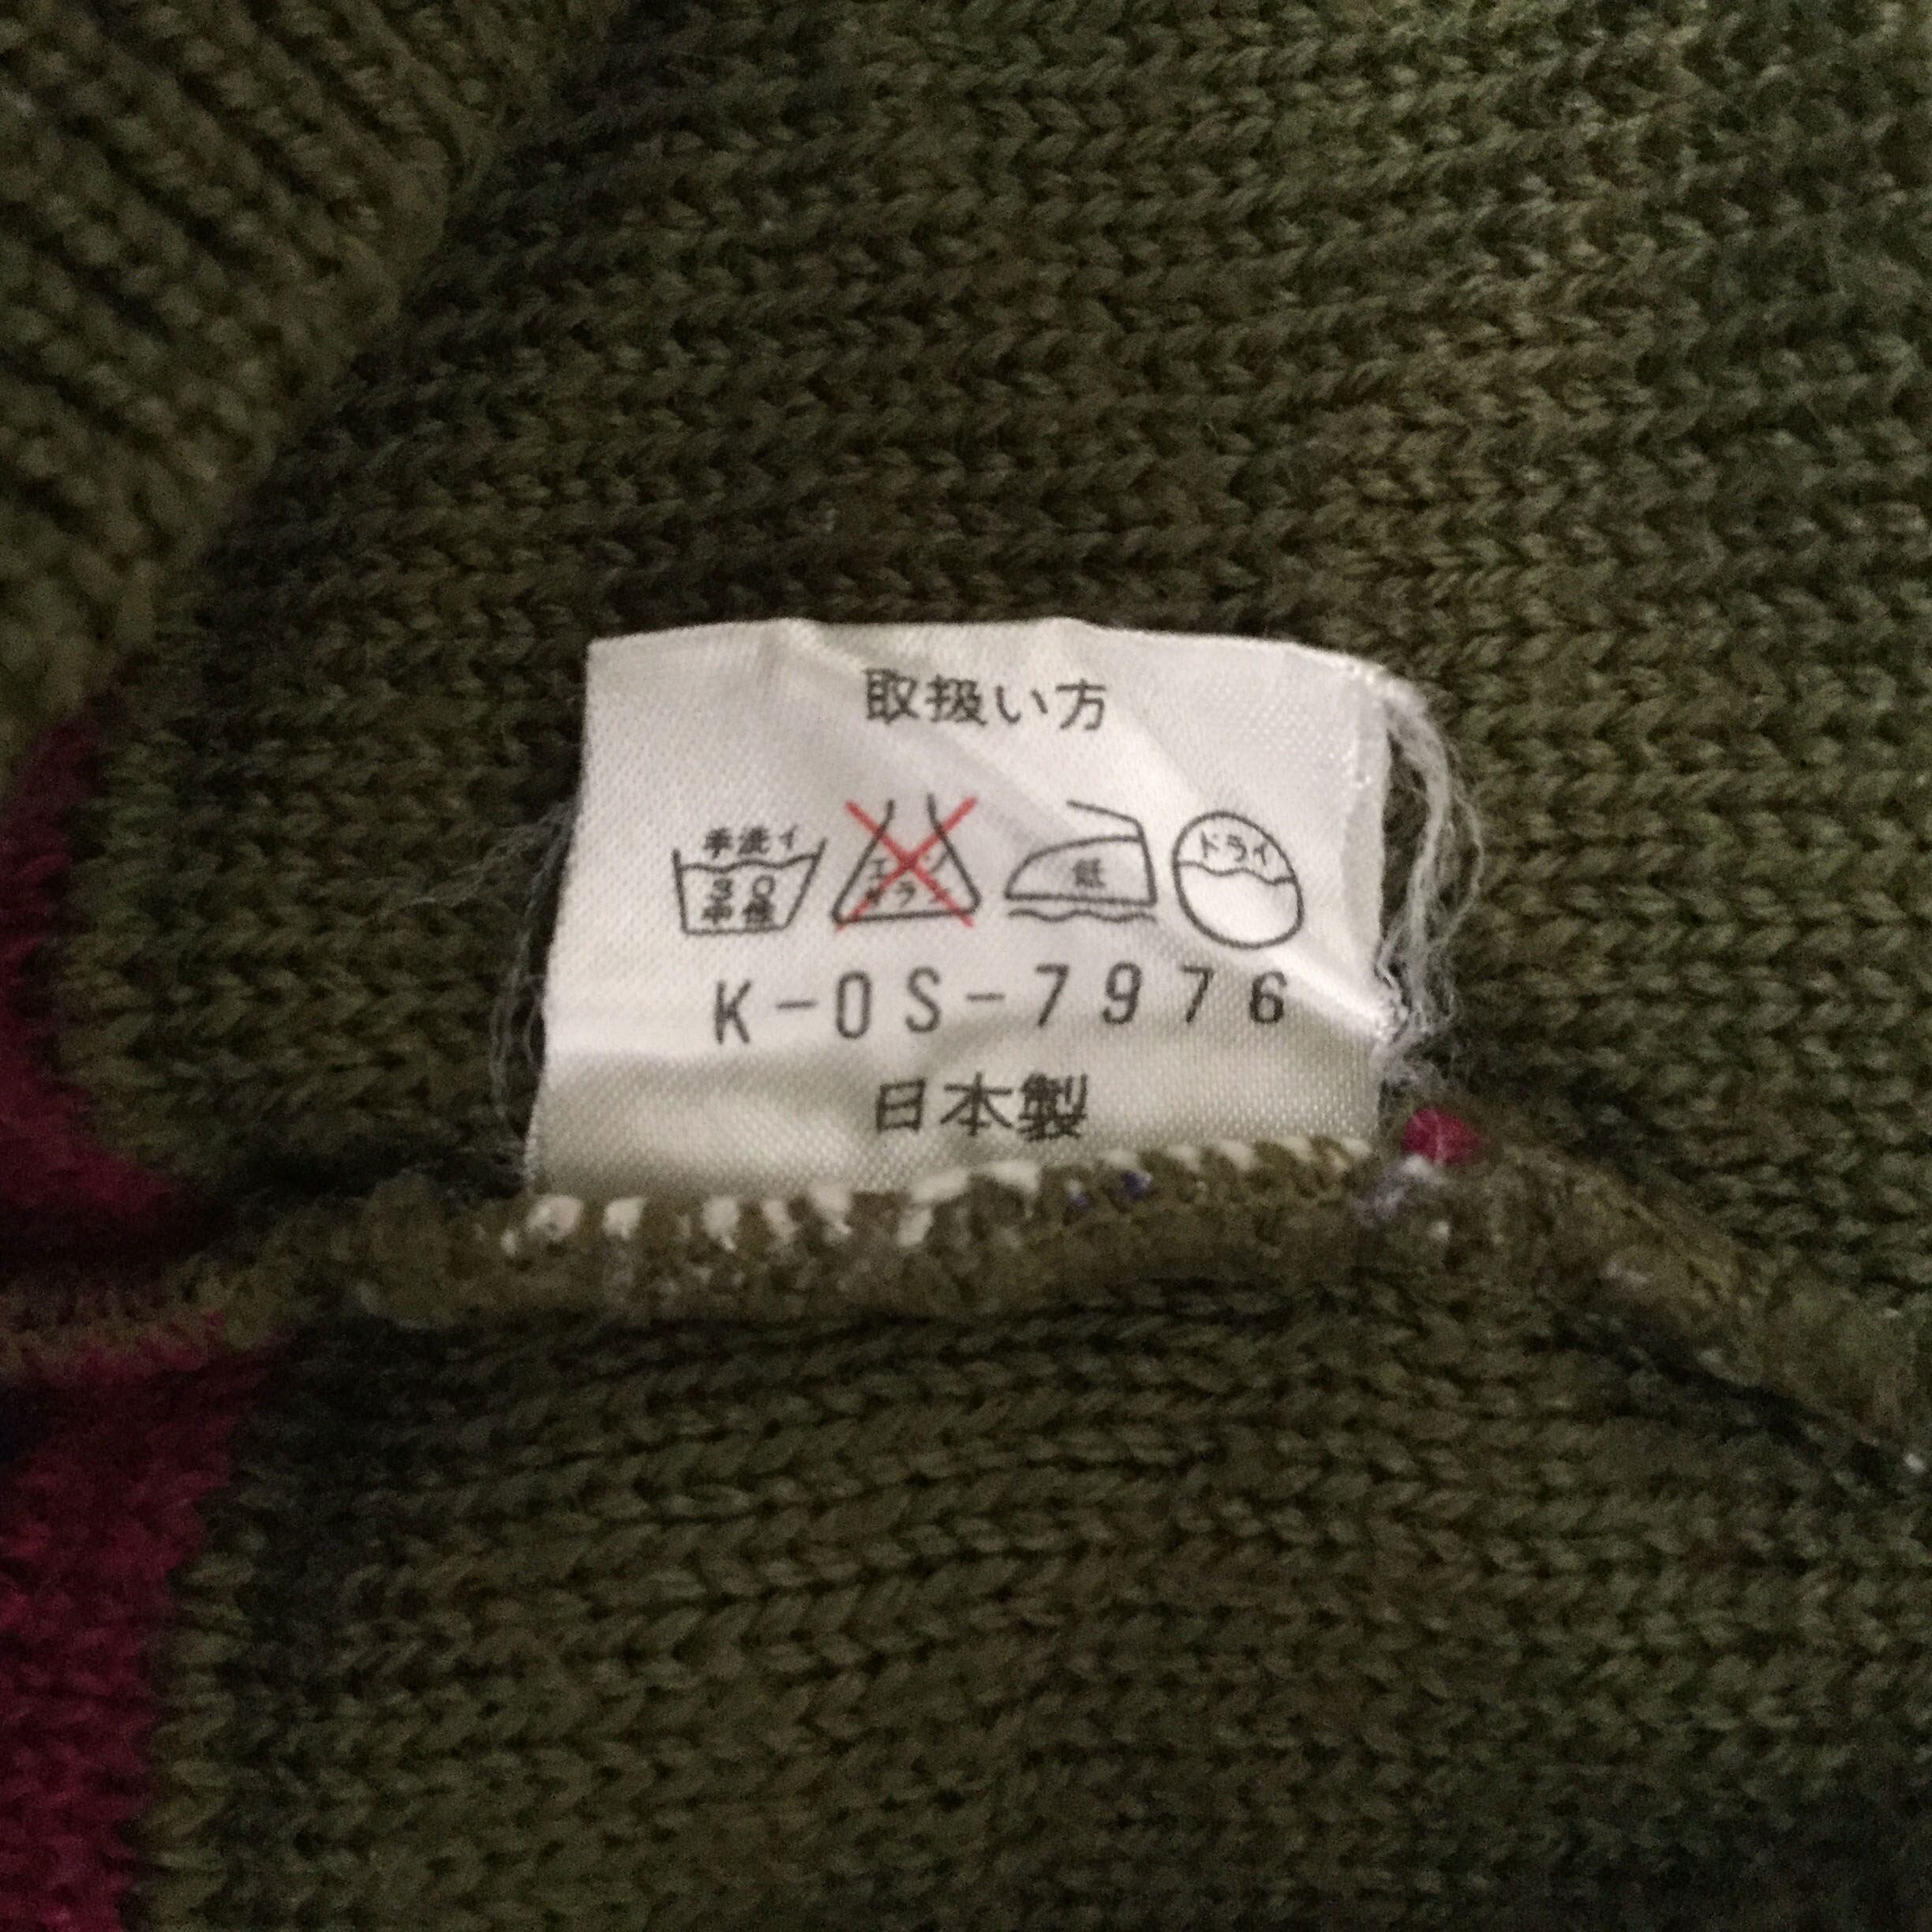 取扱い方
手洗イ
30
中性
エンソ
サラシ
低
ドライ
K-0S-7976
日本製